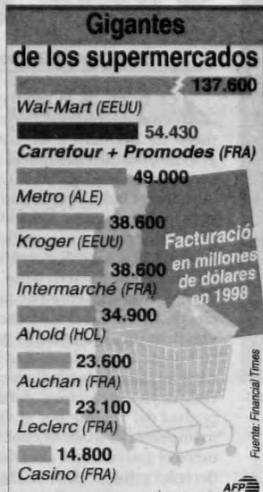 Gigantes
de los supermercados
137.600
Wal-Mart (EEUU)
54.430
Carrefour + Promodes (FRA)
49.000
Metro (ALE)
38.600
Kroger (EEUU)
38.600
Intermarché (FRA)
34.900
Ahold (HOL)
23.600
Auchan (FRA)
23.100
Leclerc (FRA)
14.800
Casino (FRA)
Facturación
en millones
de dólares
en 1998
Fuente: Financial Times
AFP